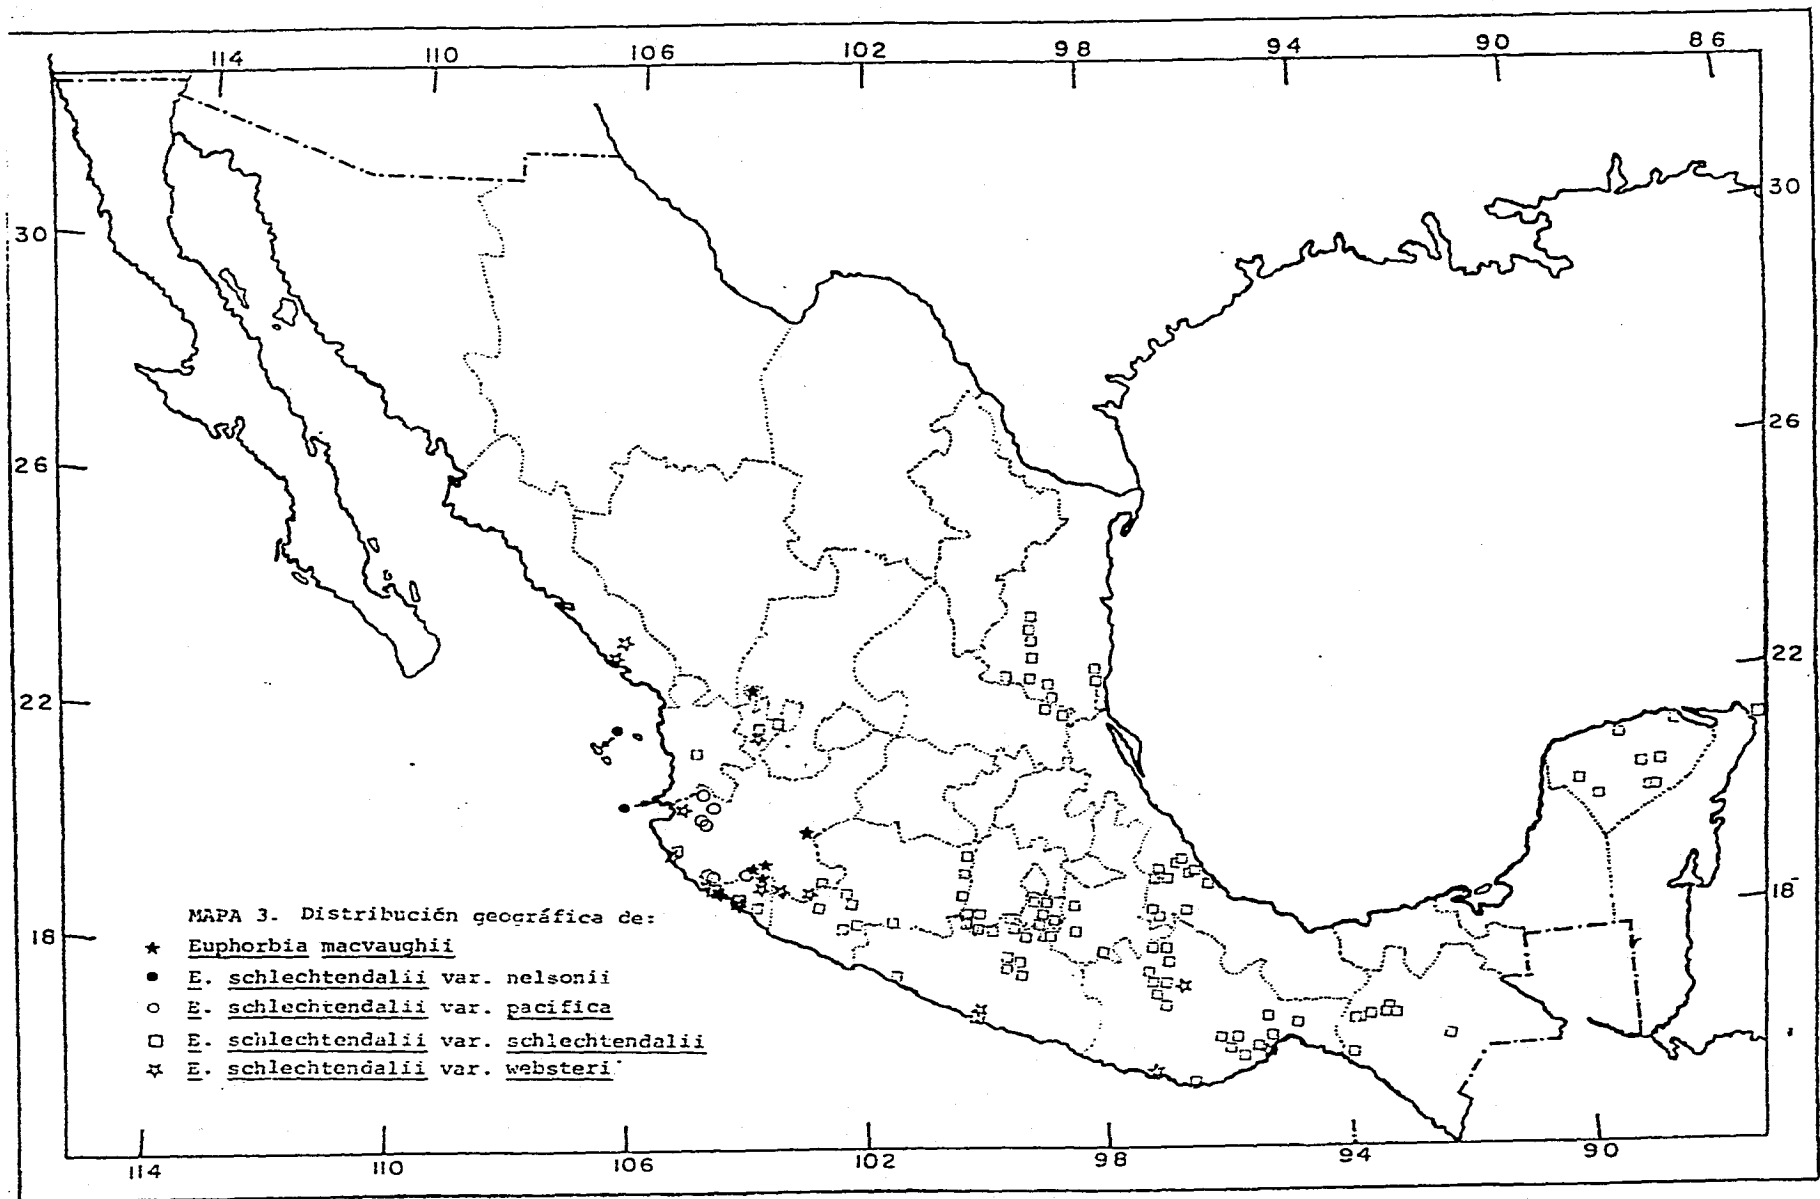 114 110 106 102 98 94 90 86
30 30
26 26
22 22
18 18
MAPA 3. Distribución geográfica de:
★ Euphorbia macvaughii
● E. schlechtendalii var. nelsonii
○ E. schlechtendalii var. pacifica
□ E. schlechtendalii var. schlechtendalii
☆ E. schlechtendalii var. websteri
114 110 106 102 98 94 90